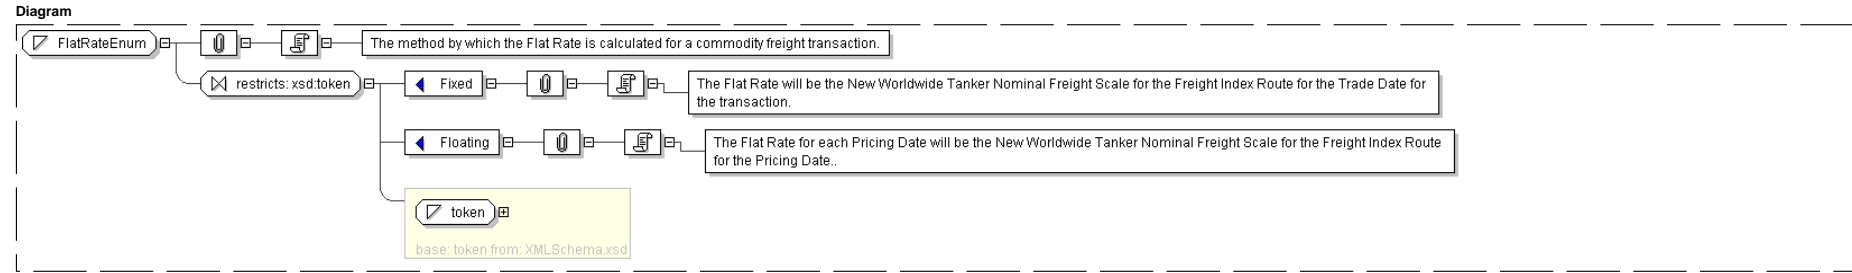 Diagram
FlatRateEnum
The method by which the Flat Rate is calculated for a commodity freight transaction.
restricts: xsd:token
Fixed
The Flat Rate will be the New Worldwide Tanker Nominal Freight Scale for the Freight Index Route for the Trade Date for
the transaction.
Floating
The Flat Rate for each Pricing Date will be the New Worldwide Tanker Nominal Freight Scale for the Freight Index Route
for the Pricing Date..
token
base: token from: XMLSchema.xsd